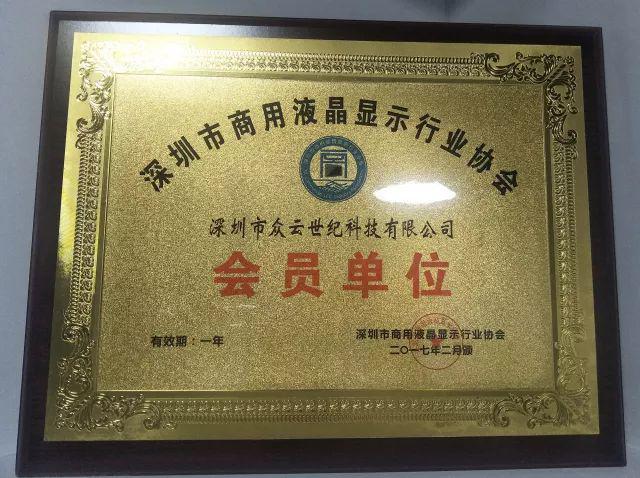 深圳市商用液晶显示行业协会
深圳市众云世纪科技有限公司
会员单位
有效期：一年
深圳市商用液晶显示行业协会
二〇一七年二月颁